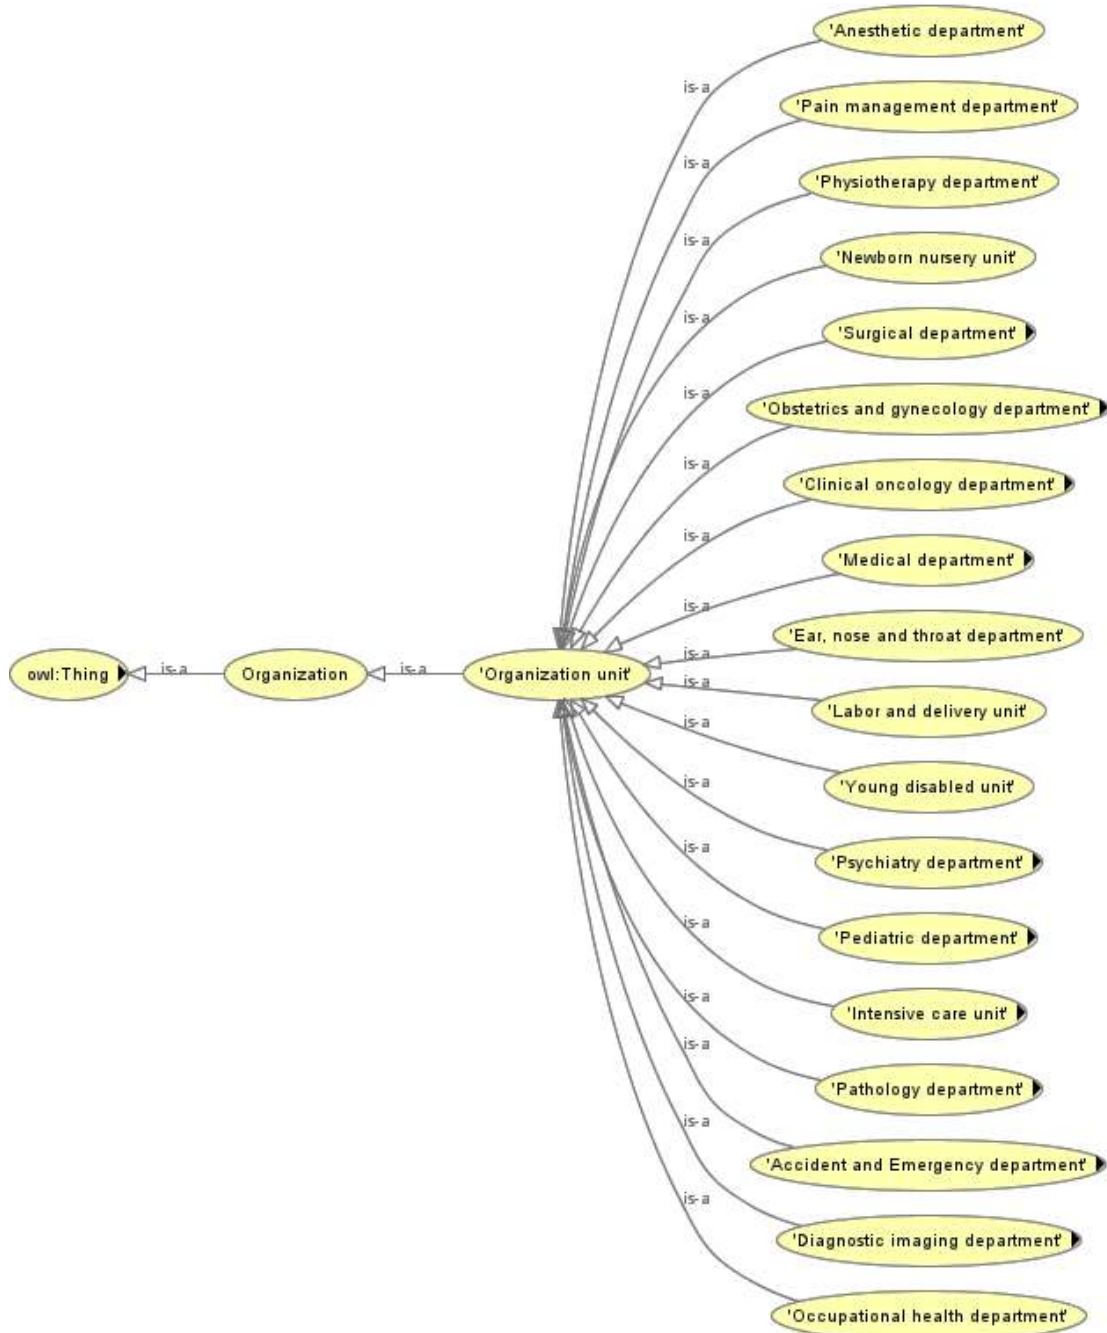 'Anesthetic department'
is-a
'Pain management department'
is-a
'Physiotherapy department'
is-a
'Newborn nursery unit'
is-a
'Surgical department'
is-a
'Obstetrics and gynecology department'
is-a
'Clinical oncology department'
is-a
'Medical department'
is-a
'Ear, nose and throat department'
is-a
owl:Thing is-a Organization is-a 'Organization unit'
is-a
'Labor and delivery unit'
is-a
'Young disabled unit'
is-a
'Psychiatry department'
is-a
'Pediatric department'
is-a
'Intensive care unit'
is-a
'Pathology department'
is-a
'Accident and Emergency department'
is-a
'Diagnostic imaging department'
is-a
'Occupational health department'